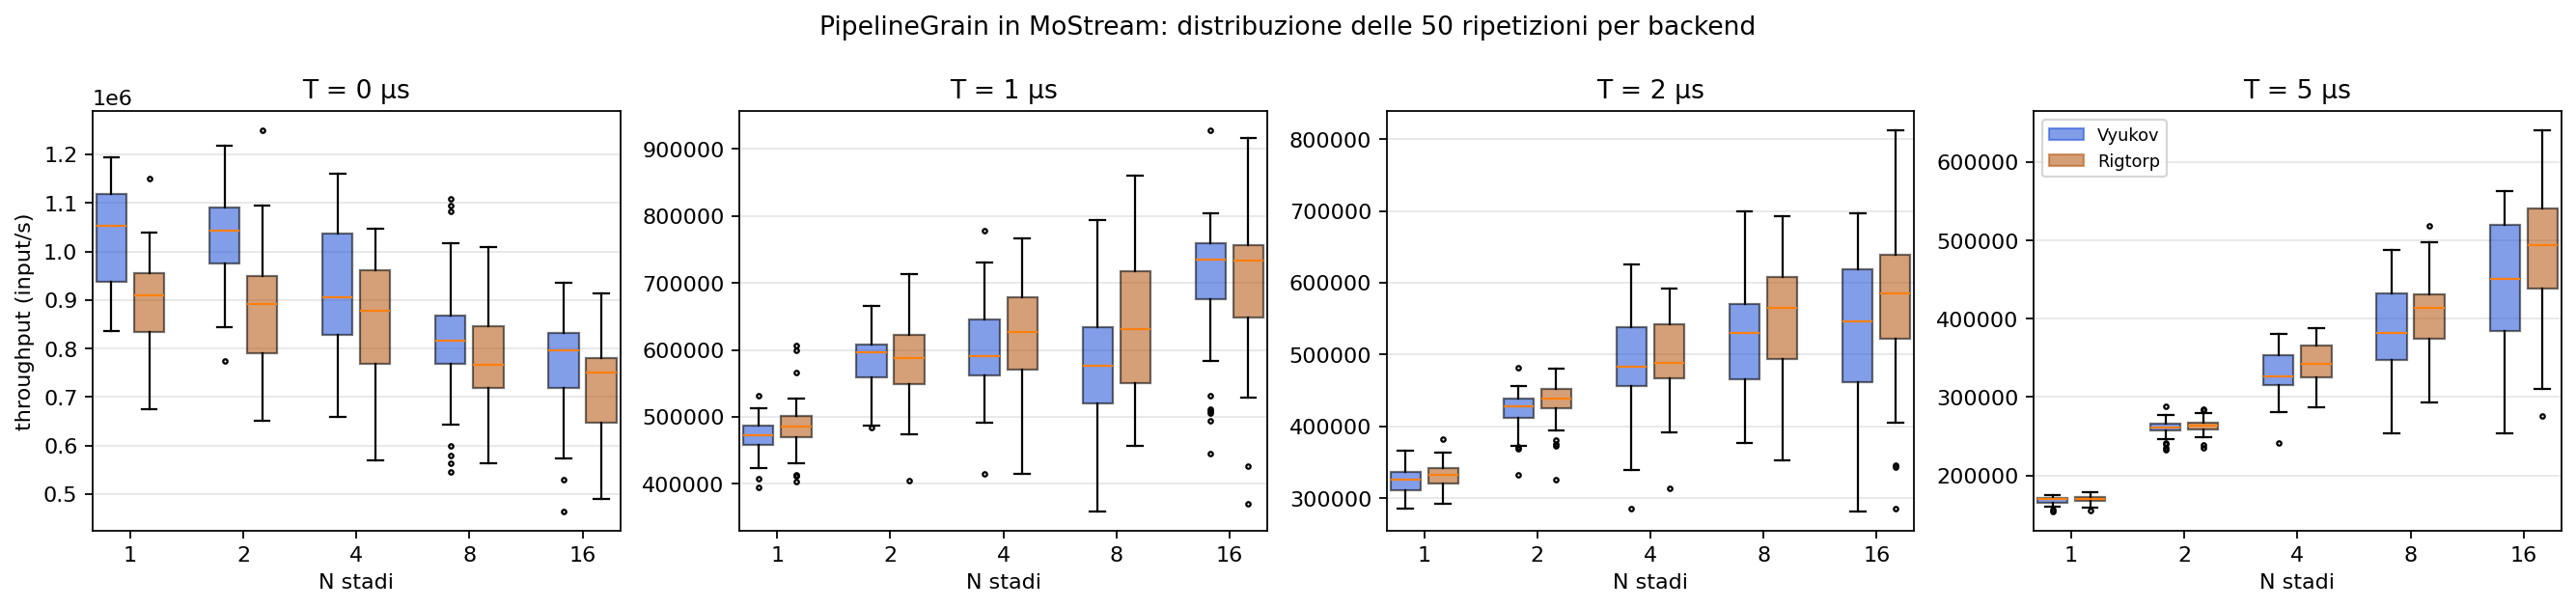 PipelineGrain in MoStream: distribuzione delle 50 ripetizioni per backend
T = 0 µs
1e6
throughput (input/s)
1.2
1.1
1.0
0.9
0.8
0.7
0.6
0.5
1 2 4 8 16
N stadi
T = 1 µs
900000
800000
700000
600000
500000
400000
1 2 4 8 16
N stadi
T = 2 µs
800000
700000
600000
500000
400000
300000
1 2 4 8 16
N stadi
T = 5 µs
Vyukov
Rigtorp
600000
500000
400000
300000
200000
1 2 4 8 16
N stadi